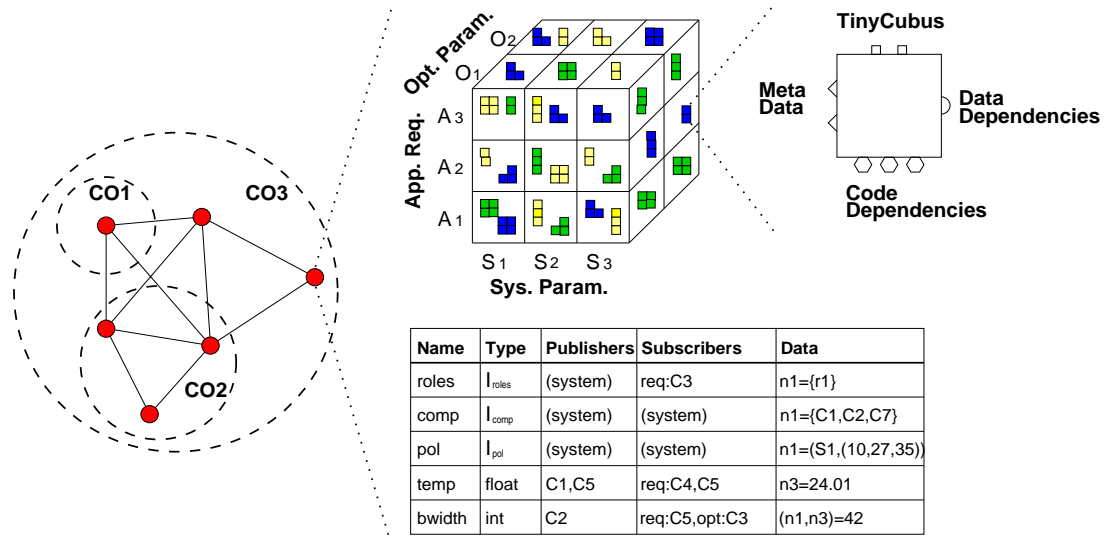 CO1
CO3
CO2
Opt. Param.
O2
O1
App. Req.
A3
A2
A1
S1 S2 S3
Sys. Param.
TinyCubus
Meta
Data
Data
Dependencies
Code
Dependencies
Name Type Publishers Subscribers Data
roles Iroles (system) req:C3 n1={r1}
comp Icomp (system) (system) n1={C1,C2,C7}
pol Ipol (system) (system) n1=(S1,(10,27,35))
temp float C1,C5 req:C4,C5 n3=24.01
bwidth int C2 req:C5,opt:C3 (n1,n3)=42